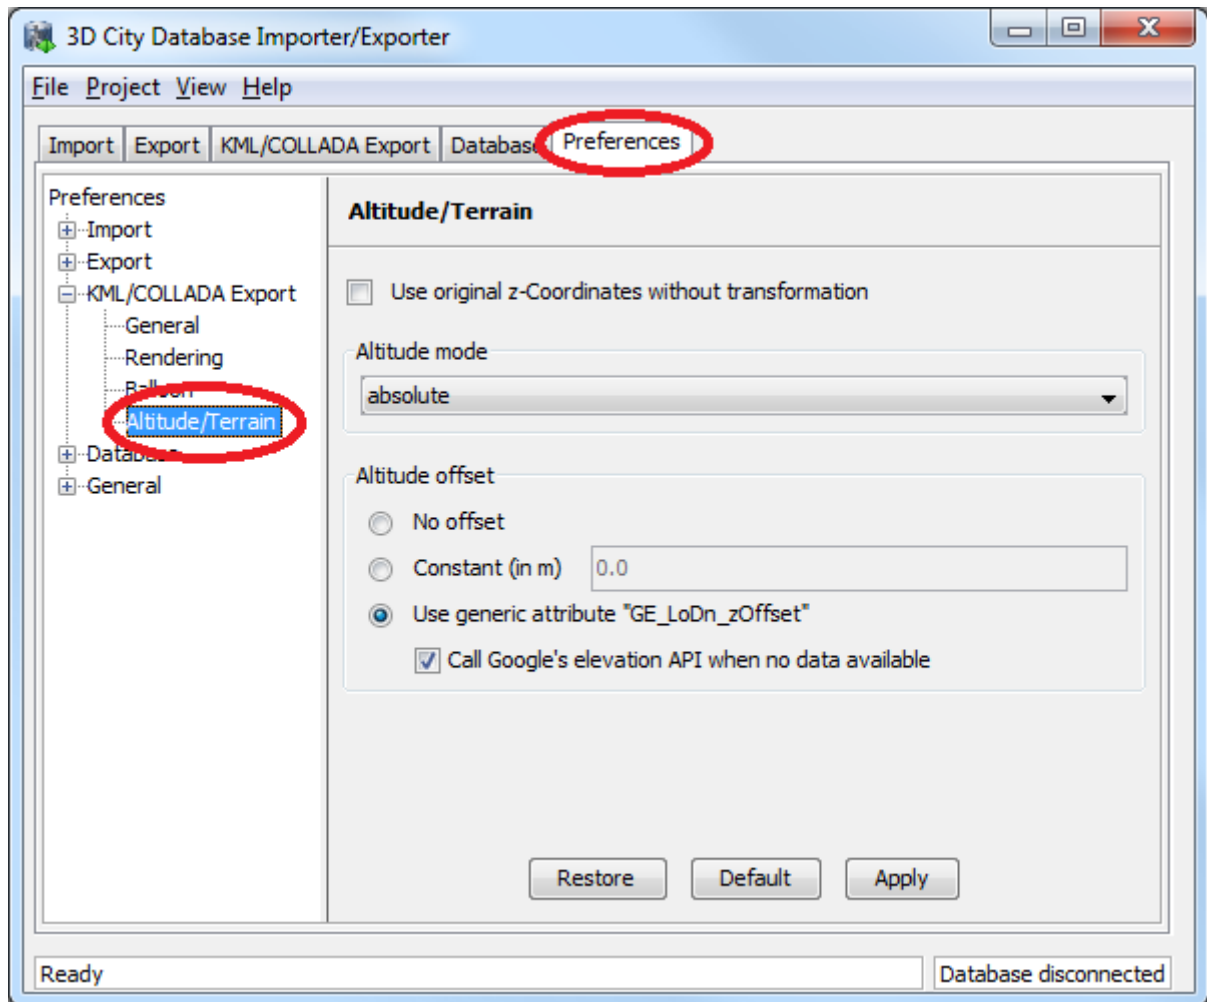 3D City Database Importer/Exporter
File Project View Help
Import Export KML/COLLADA Export Database Preferences
Preferences
Import
Export
KML/COLLADA Export
General
Rendering
Balloon
Altitude/Terrain
Database
General
Altitude/Terrain
Use original z-Coordinates without transformation
Altitude mode
absolute
Altitude offset
No offset
Constant (in m) 0.0
Use generic attribute "GE_LoDn_zOffset"
Call Google's elevation API when no data available
Restore Default Apply
Ready
Database disconnected